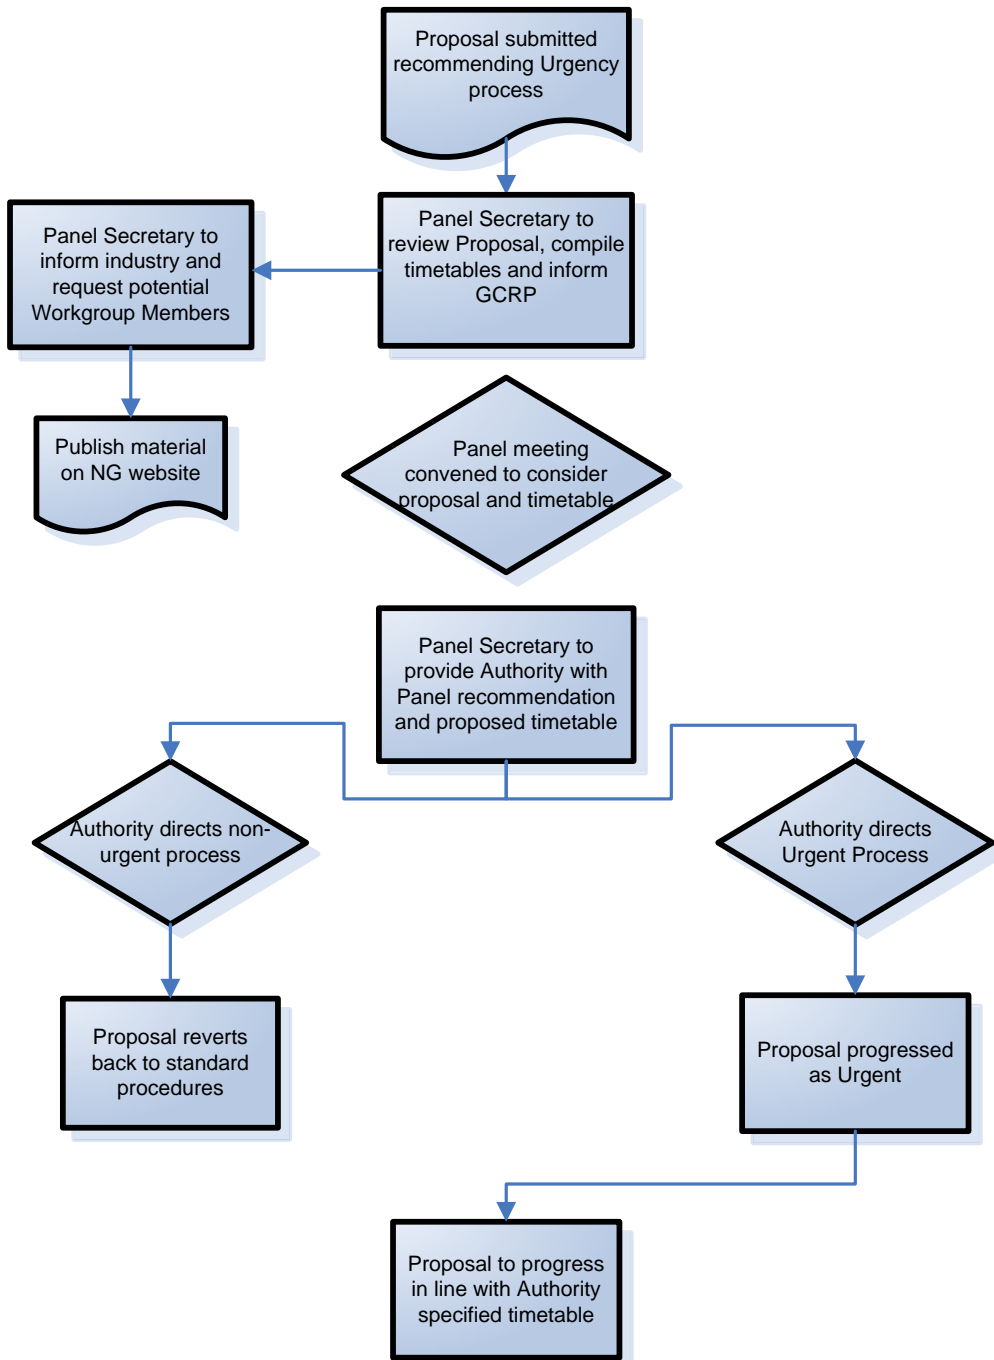 Proposal submitted
recommending Urgency
process
Panel Secretary to
review Proposal, compile
timetables and inform
GCRP
Panel Secretary to
inform industry and
request potential
Workgroup Members
Publish material
on NG website
Panel meeting
convened to consider
proposal and timetable
Panel Secretary to
provide Authority with
Panel recommendation
and proposed timetable
Authority directs non-
urgent process
Authority directs
Urgent Process
Proposal reverts
back to standard
procedures
Proposal progressed
as Urgent
Proposal to progress
in line with Authority
specified timetable